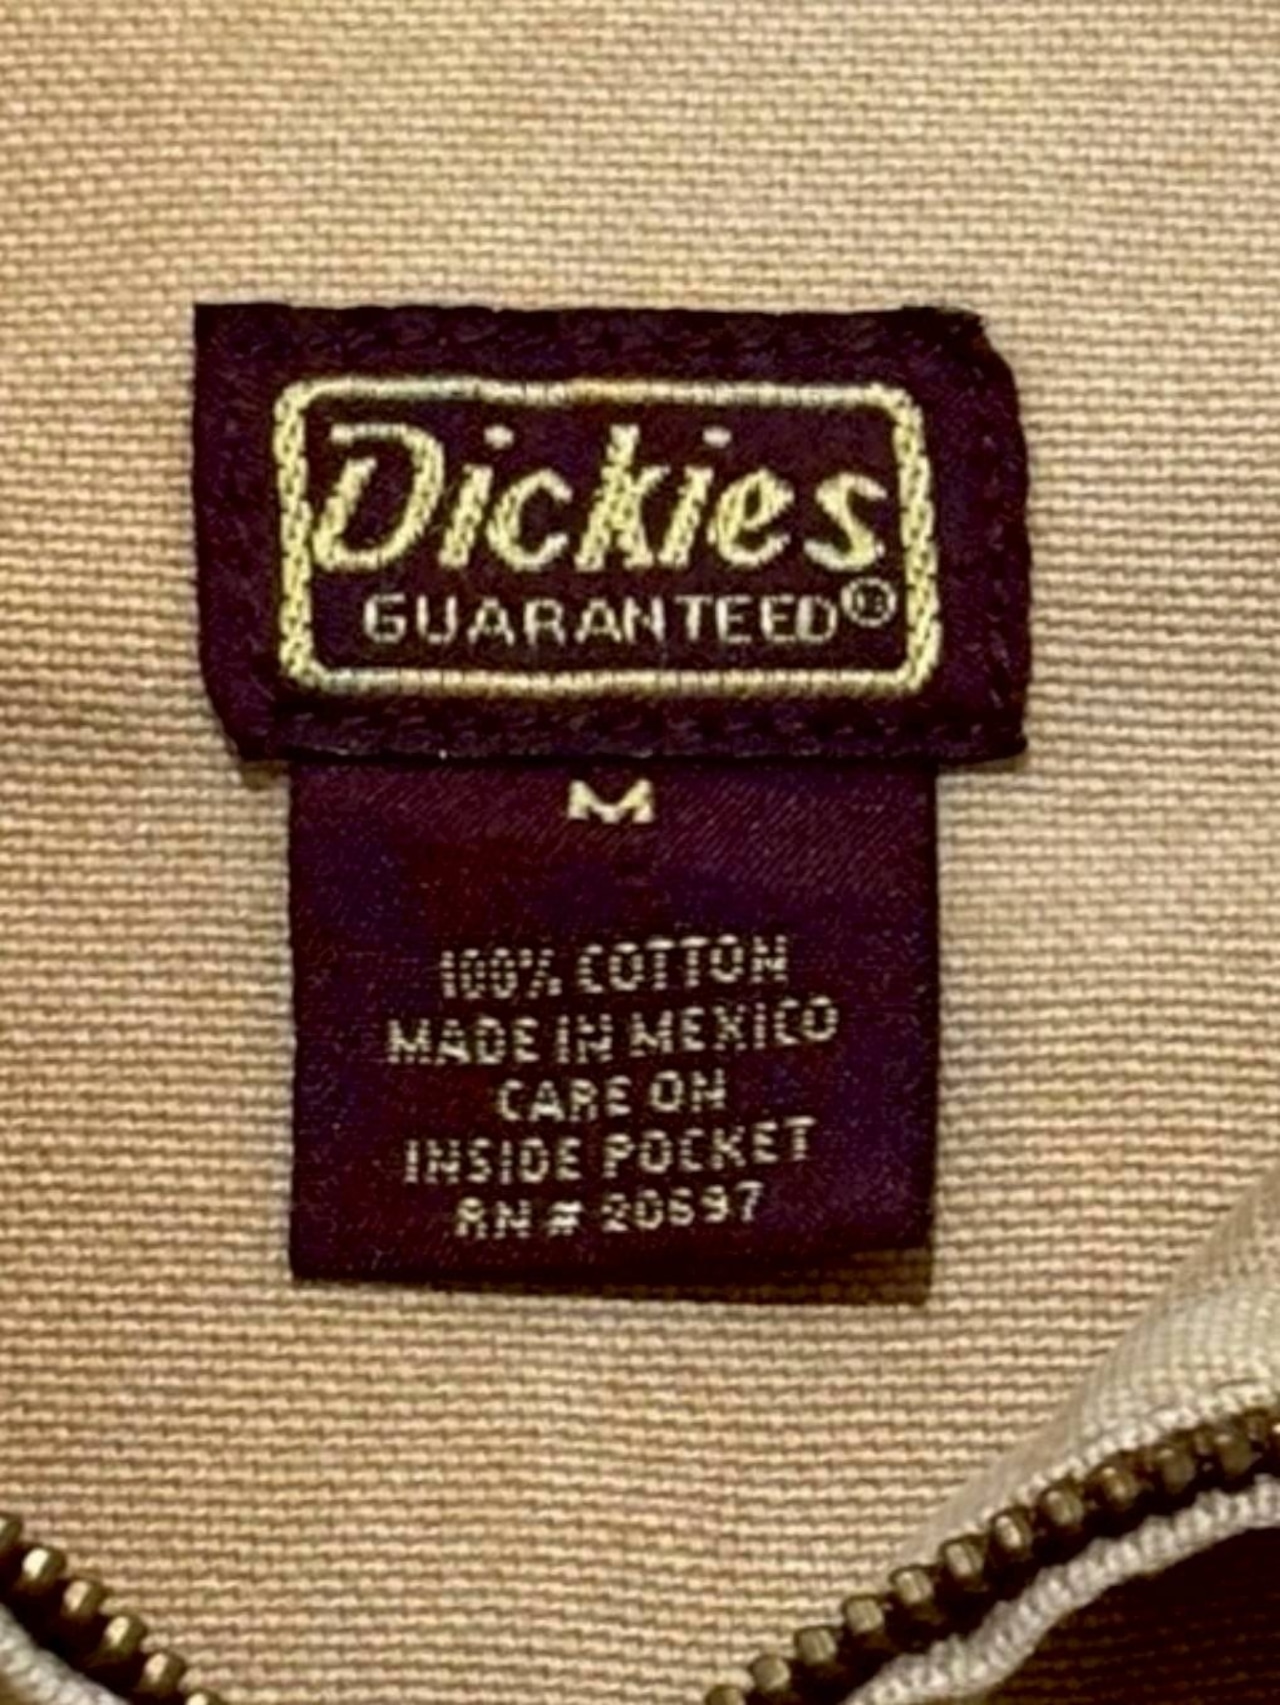 Dickies
GUARANTEED®
M
100% COTTON
MADE IN MEXICO
CARE ON
INSIDE POCKET
RN # 20697